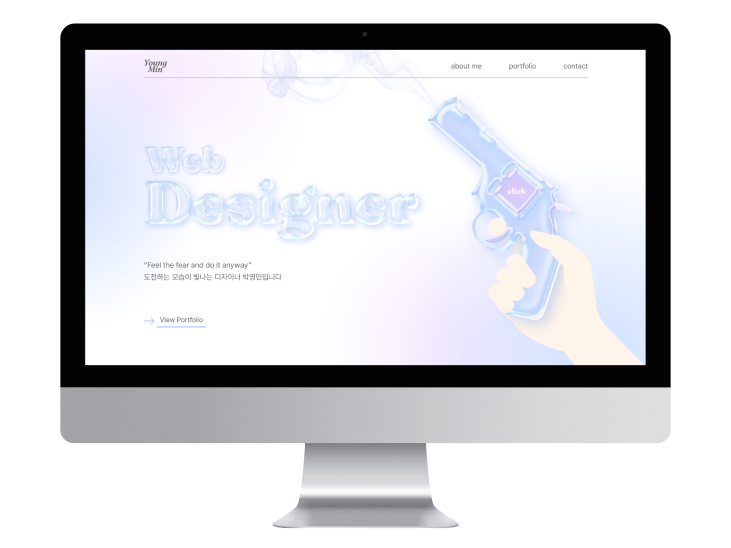 Young
Min
about me
portfolio
contact
Web
Designer
click
"Feel the fear and do it anyway"
도전하는 모습이 빛나는 디자이너 박영민입니다
View Portfolio